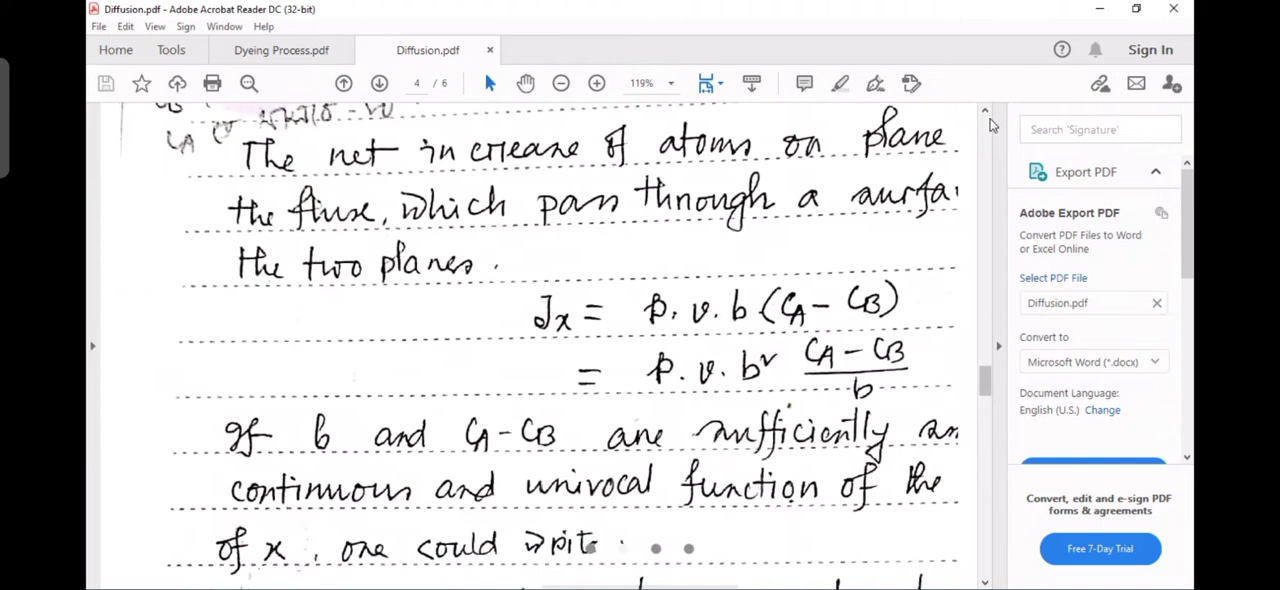 Diffusion.pdf - Adobe Acrobat Reader DC (32-bit)
File Edit View Sign Window Help
Home Tools Dyeing Process.pdf Diffusion.pdf × Sign In
4 / 6 119%
CA
The net increase of atoms on plane
the flux, which pass through a surfa
the two planes.
Jx = p. v. b (CA - CB)
= p. v. b² CA - CB / b
If b and CA - CB are sufficiently sm
continuous and univocal function of the
of x, one could write
Search 'Signature'
Export PDF
Adobe Export PDF
Convert PDF Files to Word
or Excel Online
Select PDF File
Diffusion.pdf ×
Convert to
Microsoft Word (*.docx)
Document Language:
English (U.S.) Change
Convert, edit and e-sign PDF
forms & agreements
Free 7-Day Trial